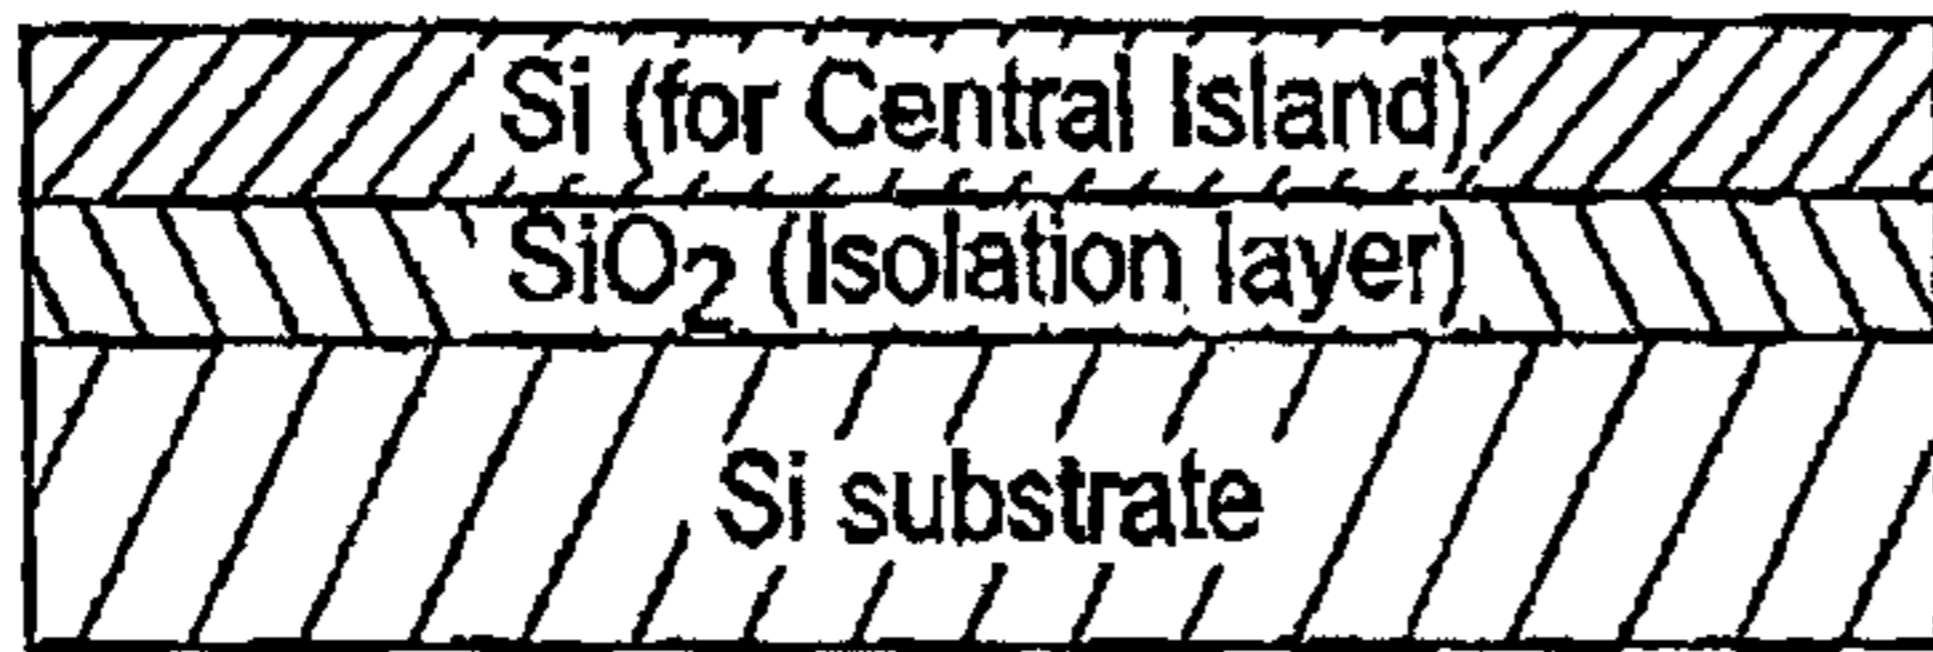 Si (for Central Island)
SiO₂ (Isolation layer)
Si substrate